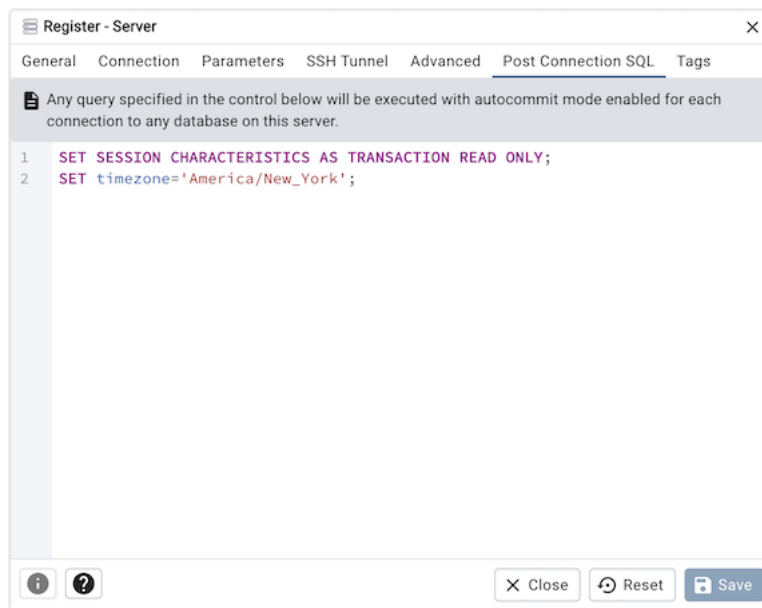 Register - Server
General Connection Parameters SSH Tunnel Advanced Post Connection SQL Tags
Any query specified in the control below will be executed with autocommit mode enabled for each
connection to any database on this server.
1 SET SESSION CHARACTERISTICS AS TRANSACTION READ ONLY;
2 SET timezone='America/New_York';
Close Reset Save